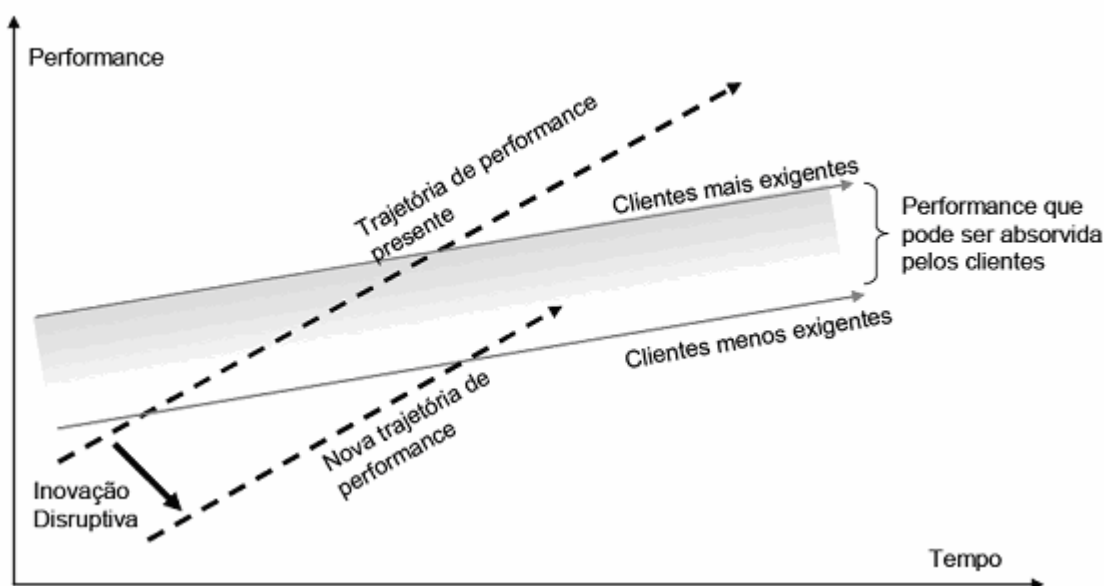 Performance
Trajetória de performance
presente
Clientes mais exigentes
Performance que
pode ser absorvida
pelos clientes
Clientes menos exigentes
Nova trajetória de
performance
Inovação
Disruptiva
Tempo